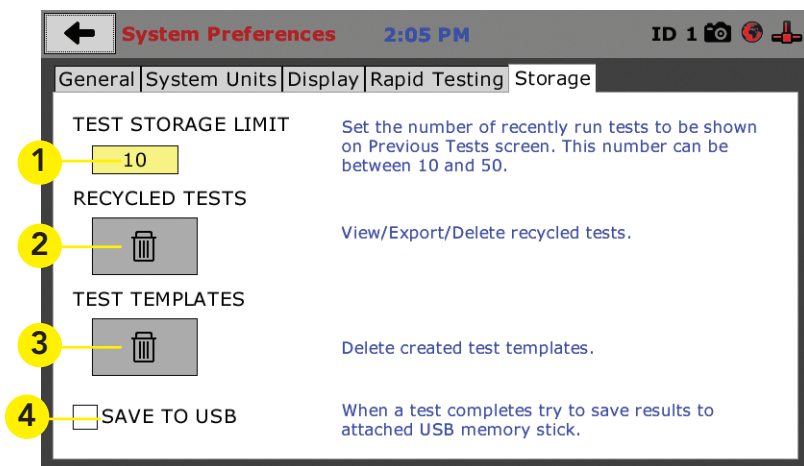 System Preferences 2:05 PM ID 1
General System Units Display Rapid Testing Storage
TEST STORAGE LIMIT
Set the number of recently run tests to be shown
on Previous Tests screen. This number can be
between 10 and 50.
1
10
RECYCLED TESTS
2
View/Export/Delete recycled tests.
TEST TEMPLATES
3
Delete created test templates.
4
SAVE TO USB
When a test completes try to save results to
attached USB memory stick.